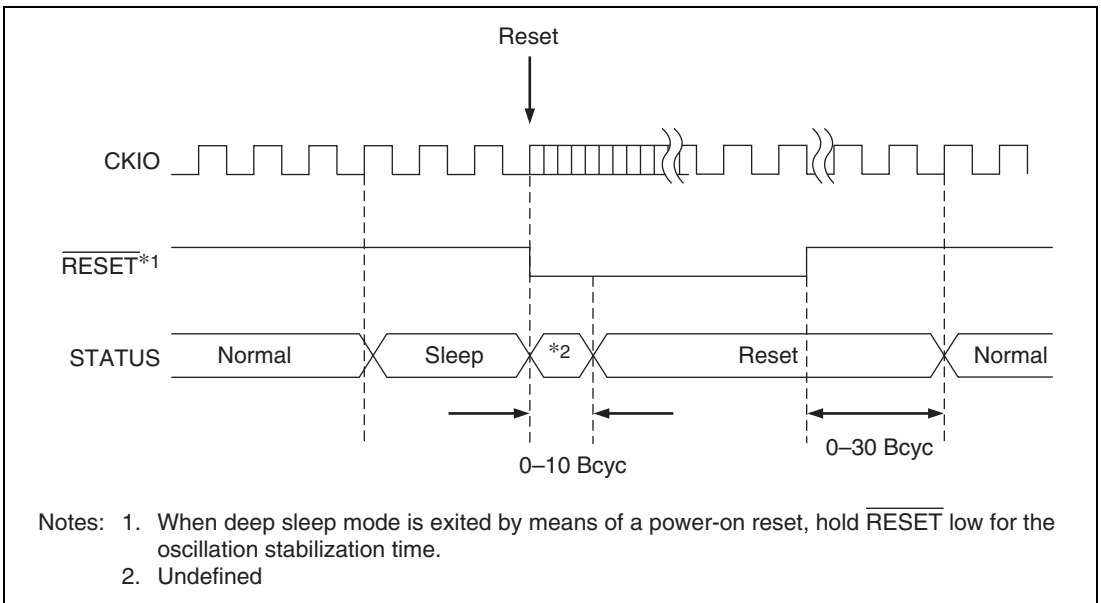 Reset
CKIO
RESET*1
STATUS Normal Sleep *2 Reset Normal
0–10 Bcyc
0–30 Bcyc
Notes: 1. When deep sleep mode is exited by means of a power-on reset, hold RESET low for the
oscillation stabilization time.
2. Undefined